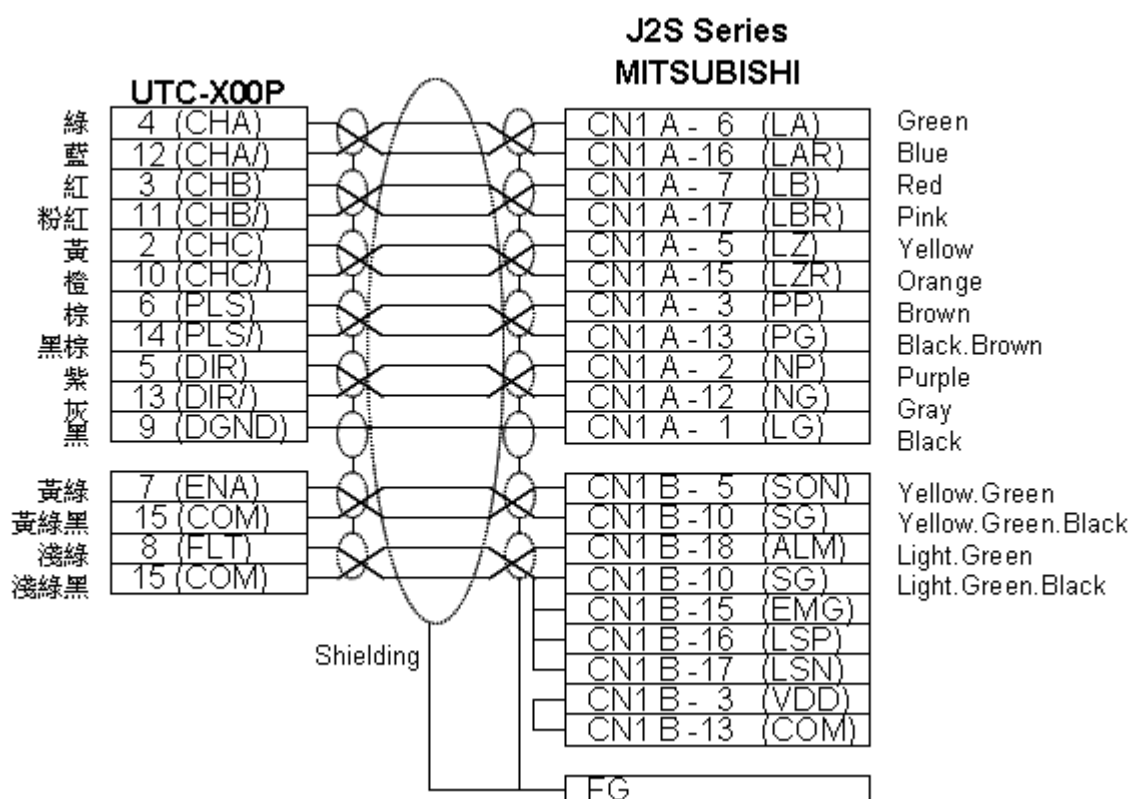 J2S Series
MITSUBISHI
UTC-X00P
綠 4 (CHA) CN1 A - 6 (LA) Green
藍 12 (CHA/) CN1 A -16 (LAR) Blue
紅 3 (CHB) CN1 A - 7 (LB) Red
粉紅 11 (CHB/) CN1 A -17 (LBR) Pink
黃 2 (CHC) CN1 A - 5 (LZ) Yellow
橙 10 (CHC/) CN1 A -15 (LZR) Orange
棕 6 (PLS) CN1 A - 3 (PP) Brown
黑棕 14 (PLS/) CN1 A -13 (PG) Black.Brown
紫 5 (DIR) CN1 A - 2 (NP) Purple
灰 13 (DIR/) CN1 A -12 (NG) Gray
黑 9 (DGND) CN1 A - 1 (LG) Black
黃綠 7 (ENA) CN1 B - 5 (SON) Yellow.Green
黃綠黑 15 (COM) CN1 B -10 (SG) Yellow.Green.Black
淺綠 8 (FLT) CN1 B -18 (ALM) Light.Green
淺綠黑 15 (COM) CN1 B -10 (SG) Light.Green.Black
CN1 B -15 (EMG)
CN1 B -16 (LSP)
Shielding CN1 B -17 (LSN)
CN1 B - 3 (VDD)
CN1 B -13 (COM)
FG